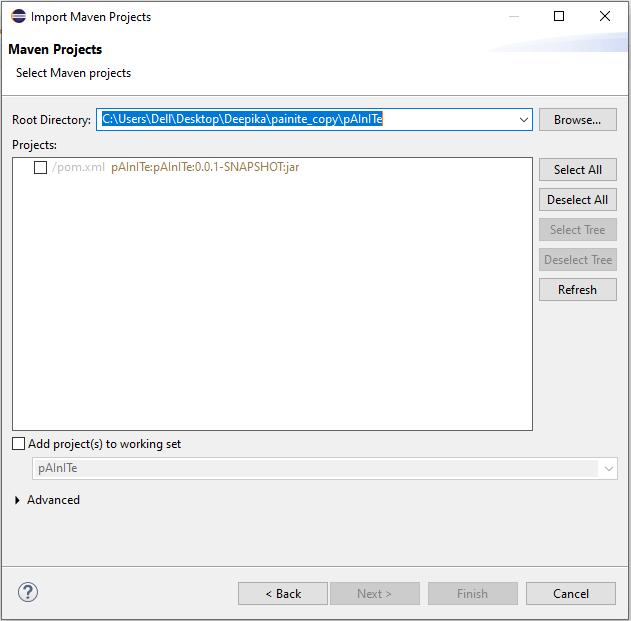 Import Maven Projects
Maven Projects
Select Maven projects
Root Directory: C:\Users\Dell\Desktop\Deepika\painite_copy\pAInITe Browse...
Projects:
/pom.xml pAInITe:pAInITe:0.0.1-SNAPSHOT:jar
Select All
Deselect All
Select Tree
Deselect Tree
Refresh
Add project(s) to working set
pAInITe
Advanced
? < Back Next > Finish Cancel